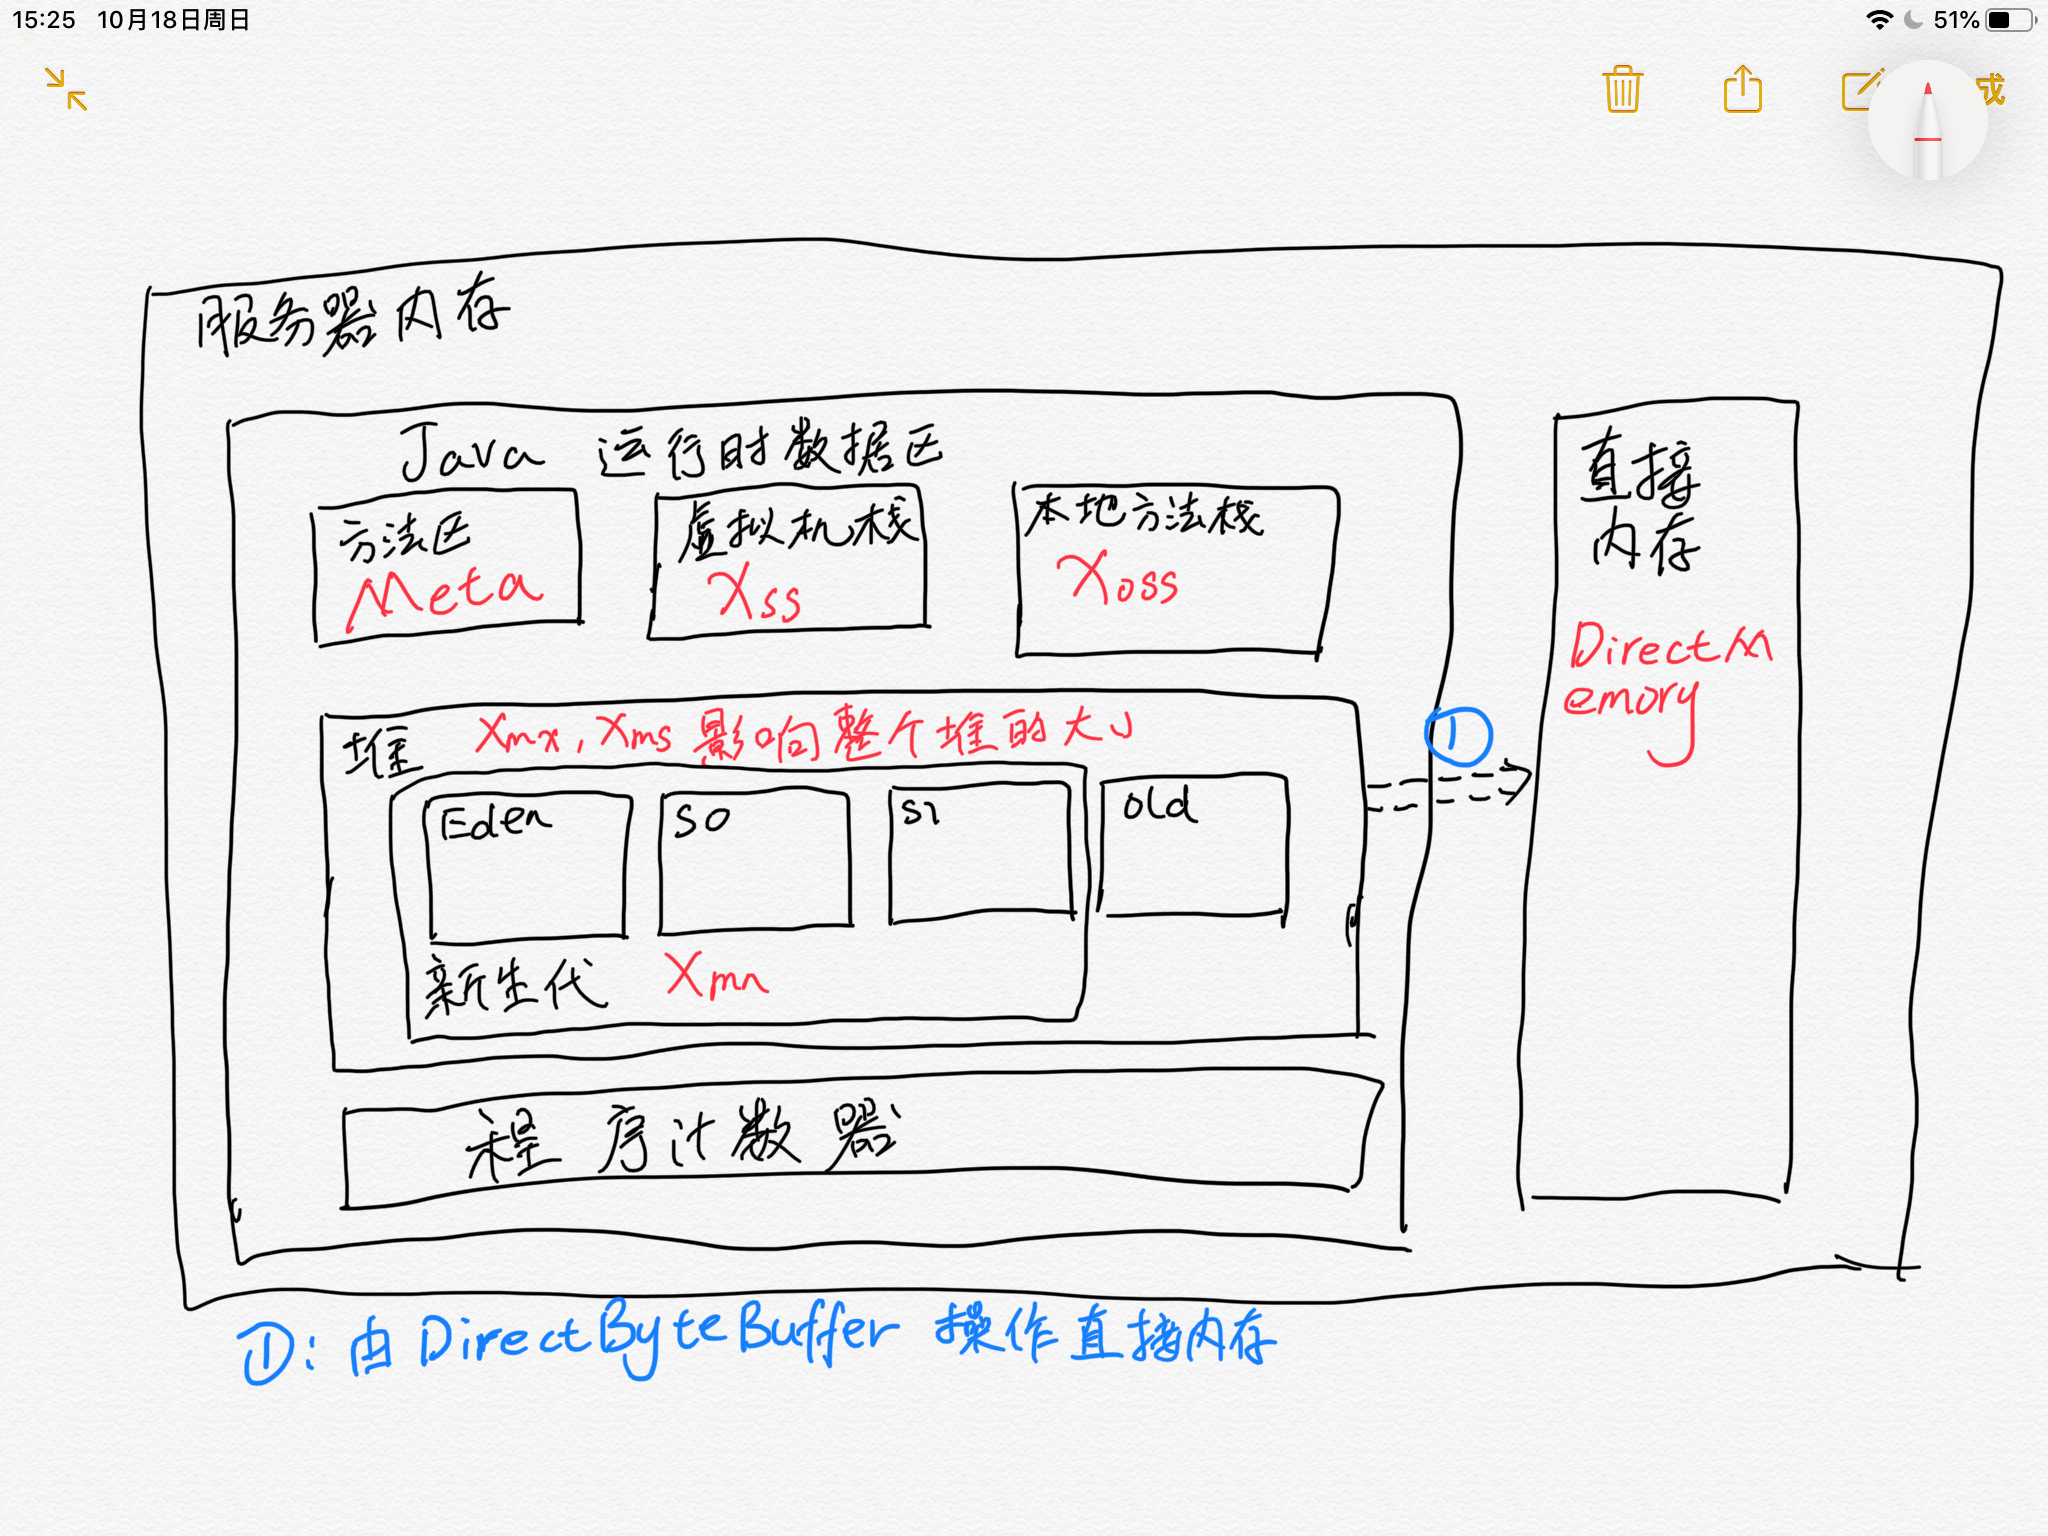 15:25 10月18日周日
51%
成
服务器内存
Java 运行时数据区
方法区
Meta
虚拟机栈
Xss
本地方法栈
Xoss
直接
内存
DirectM
emory
堆 Xmx, Xms 影响整个堆的大小
Eden
S0
S1
old
新生代 Xmn
①
程序计数器
①: 由 DirectByteBuffer 操作直接内存